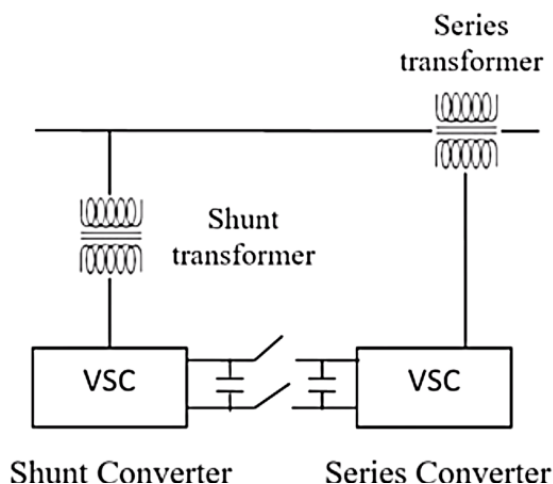 Series
transformer
Shunt
transformer
VSC
VSC
Shunt Converter
Series Converter